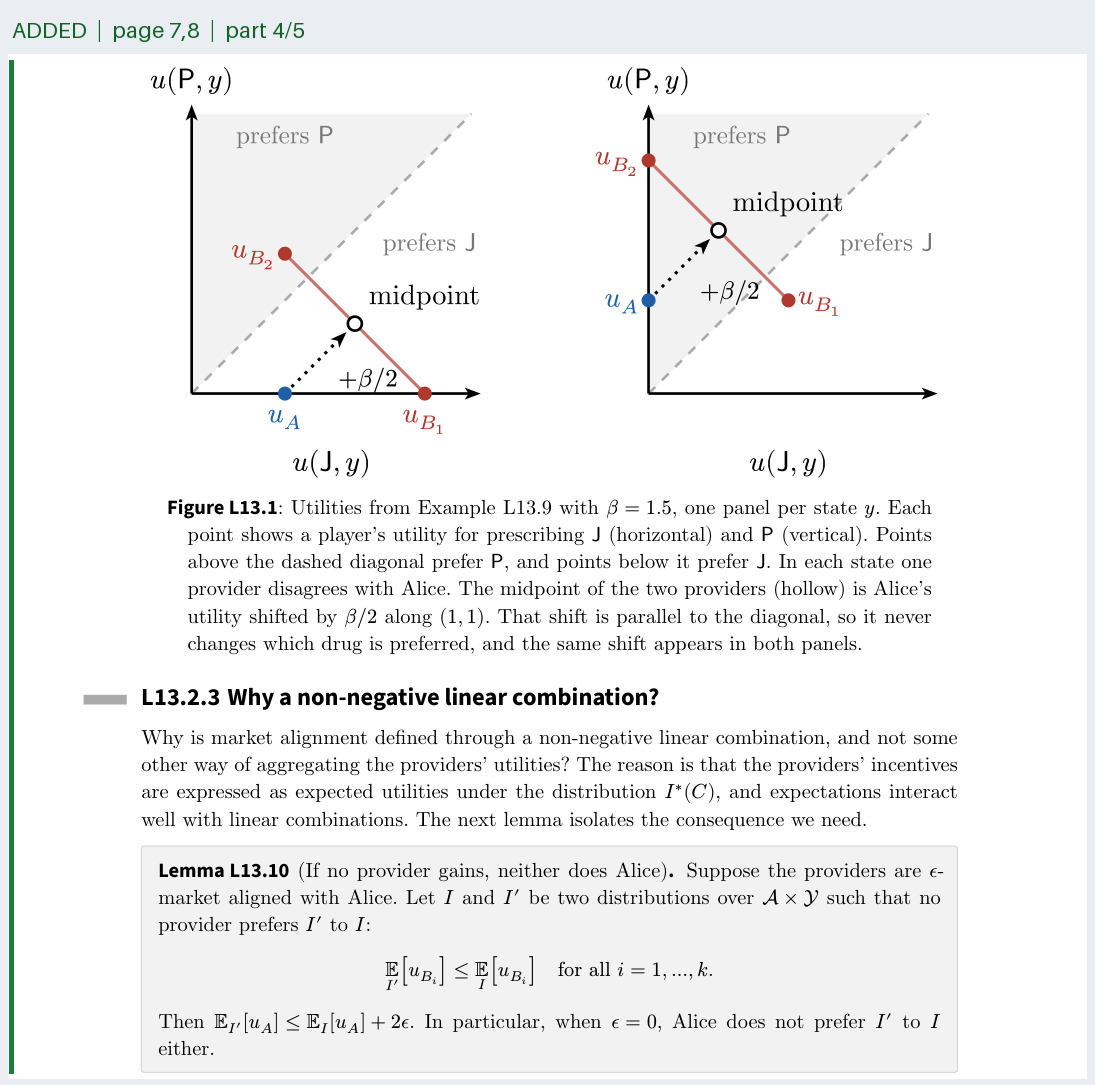 ADDED | page 7,8 | part 4/5
u(P, y)
prefers P
u_{B_2}
prefers J
midpoint
+β/2
u_A
u_{B_1}
u(J, y)
u(P, y)
prefers P
u_{B_2}
midpoint
prefers J
u_A
+β/2
u_{B_1}
u(J, y)
Figure L13.1: Utilities from Example L13.9 with β = 1.5, one panel per state y. Each
point shows a player's utility for prescribing J (horizontal) and P (vertical). Points
above the dashed diagonal prefer P, and points below it prefer J. In each state one
provider disagrees with Alice. The midpoint of the two providers (hollow) is Alice's
utility shifted by β/2 along (1, 1). That shift is parallel to the diagonal, so it never
changes which drug is preferred, and the same shift appears in both panels.
L13.2.3 Why a non-negative linear combination?
Why is market alignment defined through a non-negative linear combination, and not some
other way of aggregating the providers' utilities? The reason is that the providers' incentives
are expressed as expected utilities under the distribution I*(C), and expectations interact
well with linear combinations. The next lemma isolates the consequence we need.
Lemma L13.10 (If no provider gains, neither does Alice). Suppose the providers are ϵ-
market aligned with Alice. Let I and I′ be two distributions over 𝒜 × 𝒴 such that no
provider prefers I′ to I:
𝔼_{I′}[u_{B_i}] ≤ 𝔼_I[u_{B_i}] for all i = 1, ..., k.
Then 𝔼_{I′}[u_A] ≤ 𝔼_I[u_A] + 2ϵ. In particular, when ϵ = 0, Alice does not prefer I′ to I
either.